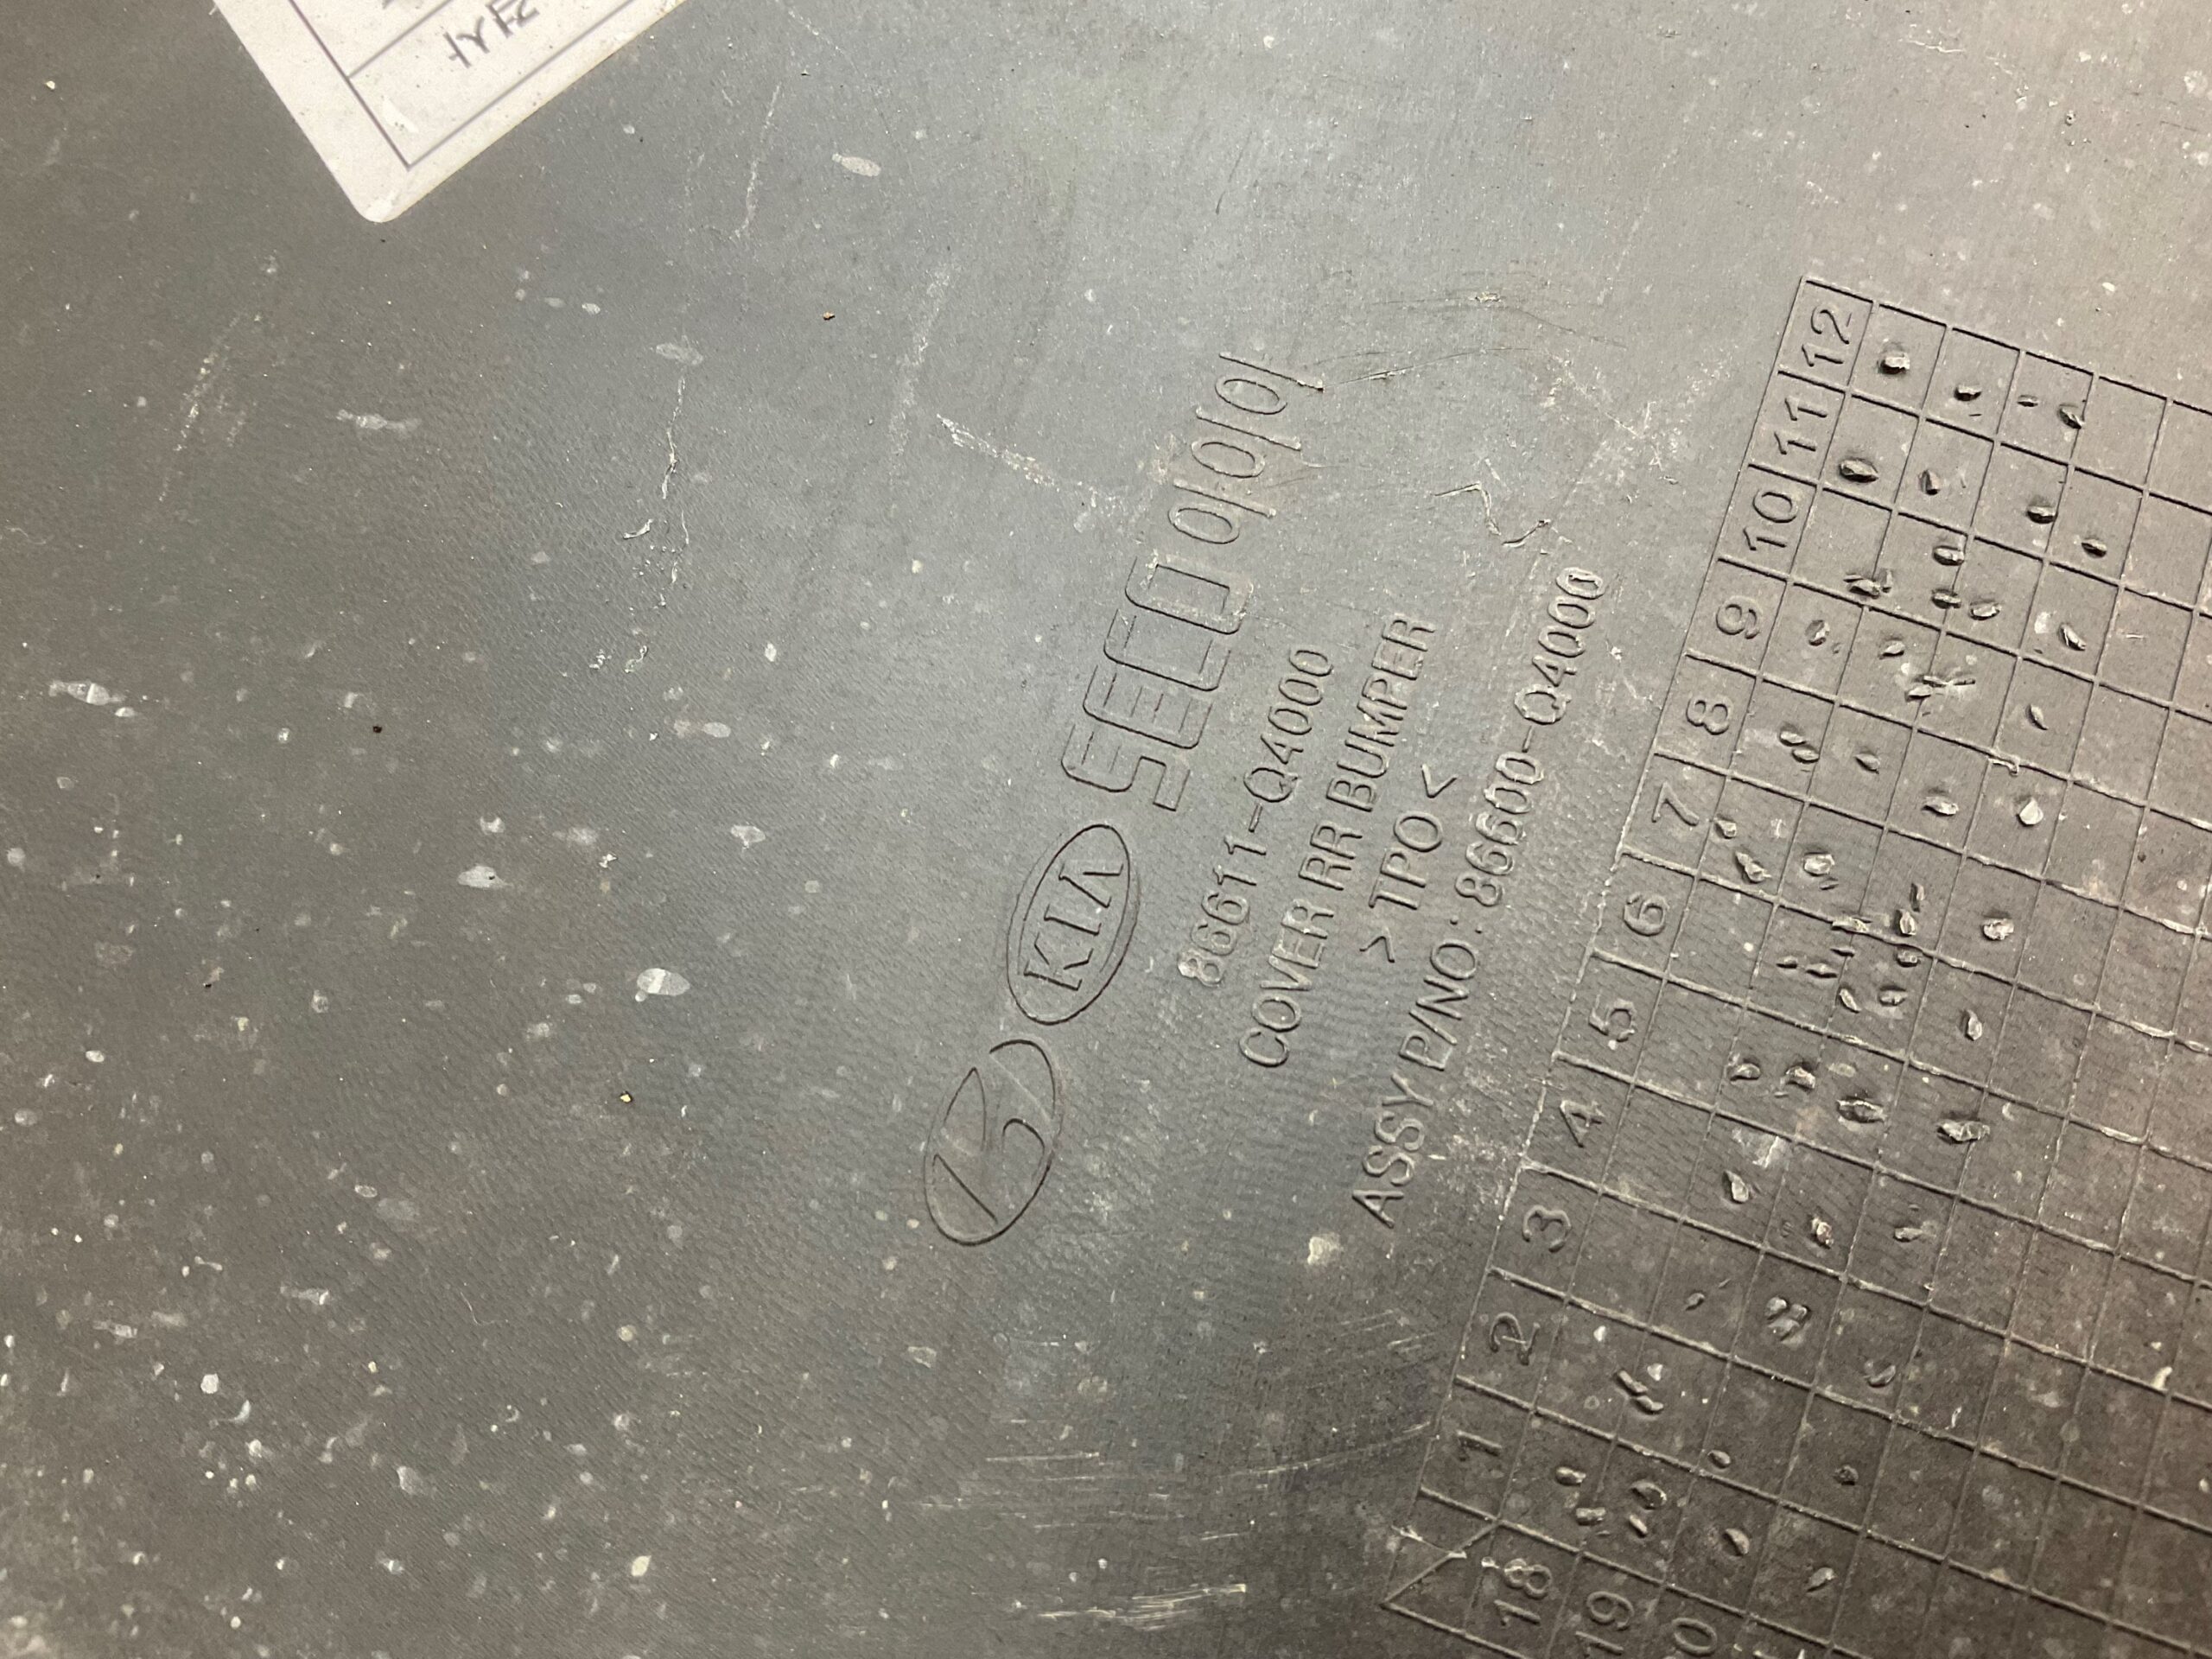 KIA SECO
86611-Q4000
COVER RR BUMPER
> TPO <
ASSY P/NO : 86600-Q4000
1 2 3 4 5 6 7 8 9 10 11 12
18
19